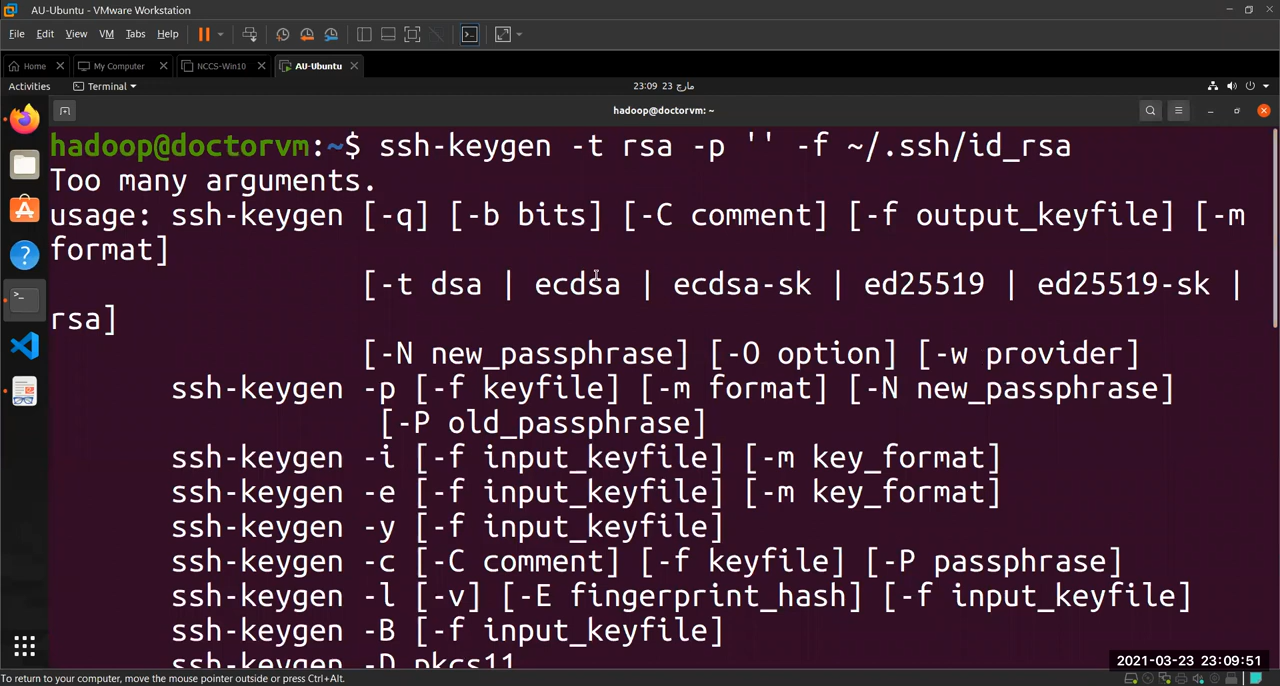 AU-Ubuntu - VMware Workstation
File Edit View VM Tabs Help
Home My Computer NCCS-Win10 AU-Ubuntu
Activities Terminal 23:09 23 مارچ
hadoop@doctorvm: ~
hadoop@doctorvm:~$ ssh-keygen -t rsa -p '' -f ~/.ssh/id_rsa
Too many arguments.
usage: ssh-keygen [-q] [-b bits] [-C comment] [-f output_keyfile] [-m
format]
[-t dsa | ecdsa | ecdsa-sk | ed25519 | ed25519-sk |
rsa]
[-N new_passphrase] [-O option] [-w provider]
ssh-keygen -p [-f keyfile] [-m format] [-N new_passphrase]
[-P old_passphrase]
ssh-keygen -i [-f input_keyfile] [-m key_format]
ssh-keygen -e [-f input_keyfile] [-m key_format]
ssh-keygen -y [-f input_keyfile]
ssh-keygen -c [-C comment] [-f keyfile] [-P passphrase]
ssh-keygen -l [-v] [-E fingerprint_hash] [-f input_keyfile]
ssh-keygen -B [-f input_keyfile]
ssh-keygen -D pkcs11
2021-03-23 23:09:51
To return to your computer, move the mouse pointer outside or press Ctrl+Alt.